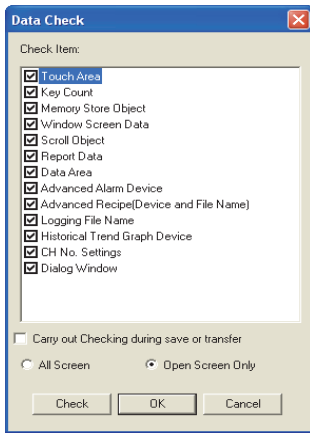 Data Check
Check Item:
Touch Area
Key Count
Memory Store Object
Window Screen Data
Scroll Object
Report Data
Data Area
Advanced Alarm Device
Advanced Recipe(Device and File Name)
Logging File Name
Historical Trend Graph Device
CH No. Settings
Dialog Window
Carry out Checking during save or transfer
All Screen Open Screen Only
Check OK Cancel